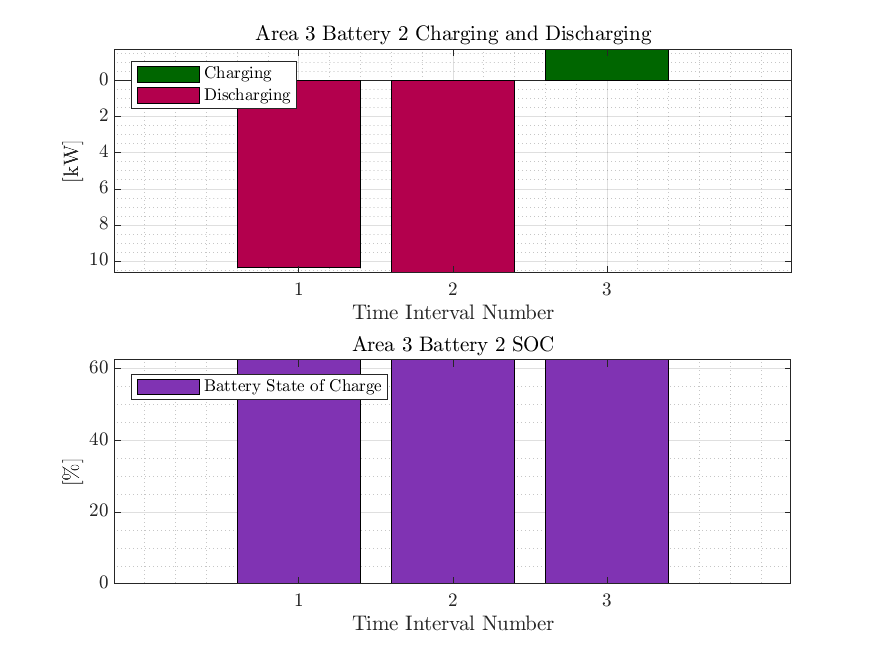 Area 3 Battery 2 Charging and Discharging
Charging
Discharging
0
2
4
6
8
10
[kW]
1 2 3
Time Interval Number
Area 3 Battery 2 SOC
Battery State of Charge
60
40
20
0
[%]
1 2 3
Time Interval Number